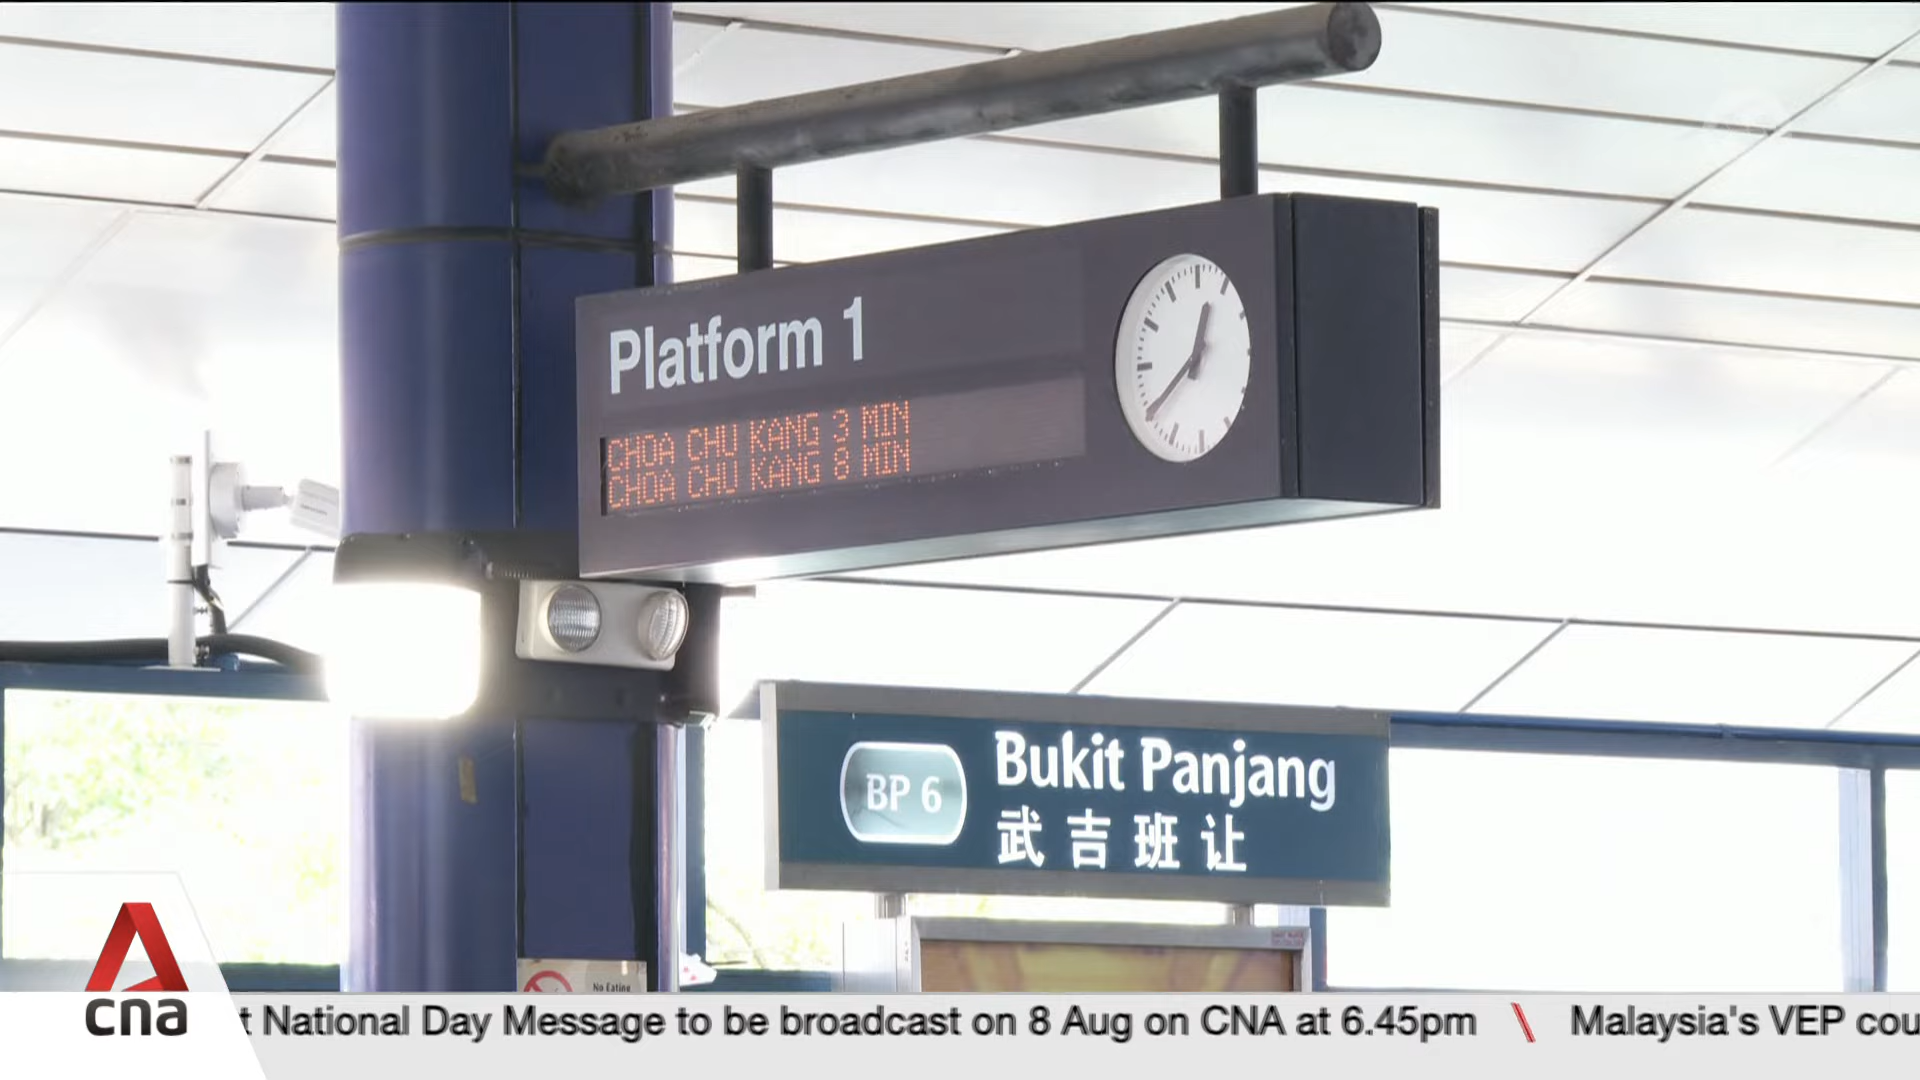 Platform 1
CHOA CHU KANG 3 MIN
CHOA CHU KANG 8 MIN
BP 6
Bukit Panjang
武吉班让
No Eating
cna
t National Day Message to be broadcast on 8 Aug on CNA at 6.45pm \ Malaysia's VEP cou